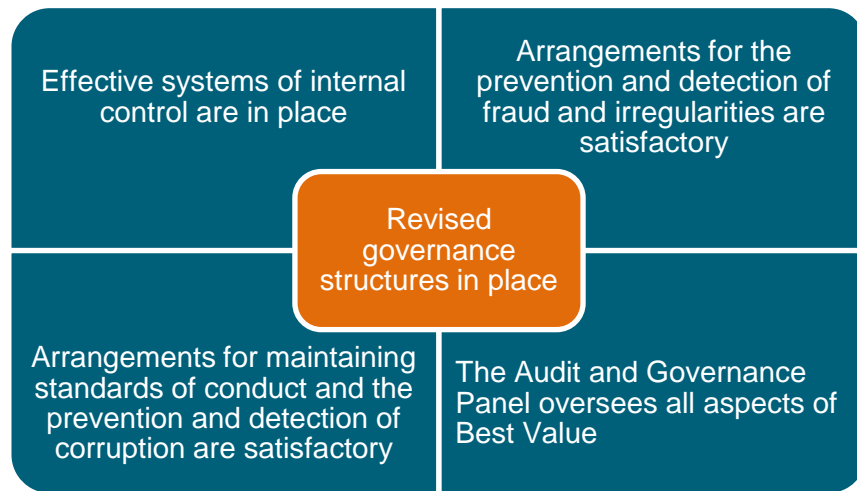 Effective systems of internal
control are in place
Arrangements for the
prevention and detection of
fraud and irregularities are
satisfactory
Revised
governance
structures in place
Arrangements for maintaining
standards of conduct and the
prevention and detection of
corruption are satisfactory
The Audit and Governance
Panel oversees all aspects of
Best Value